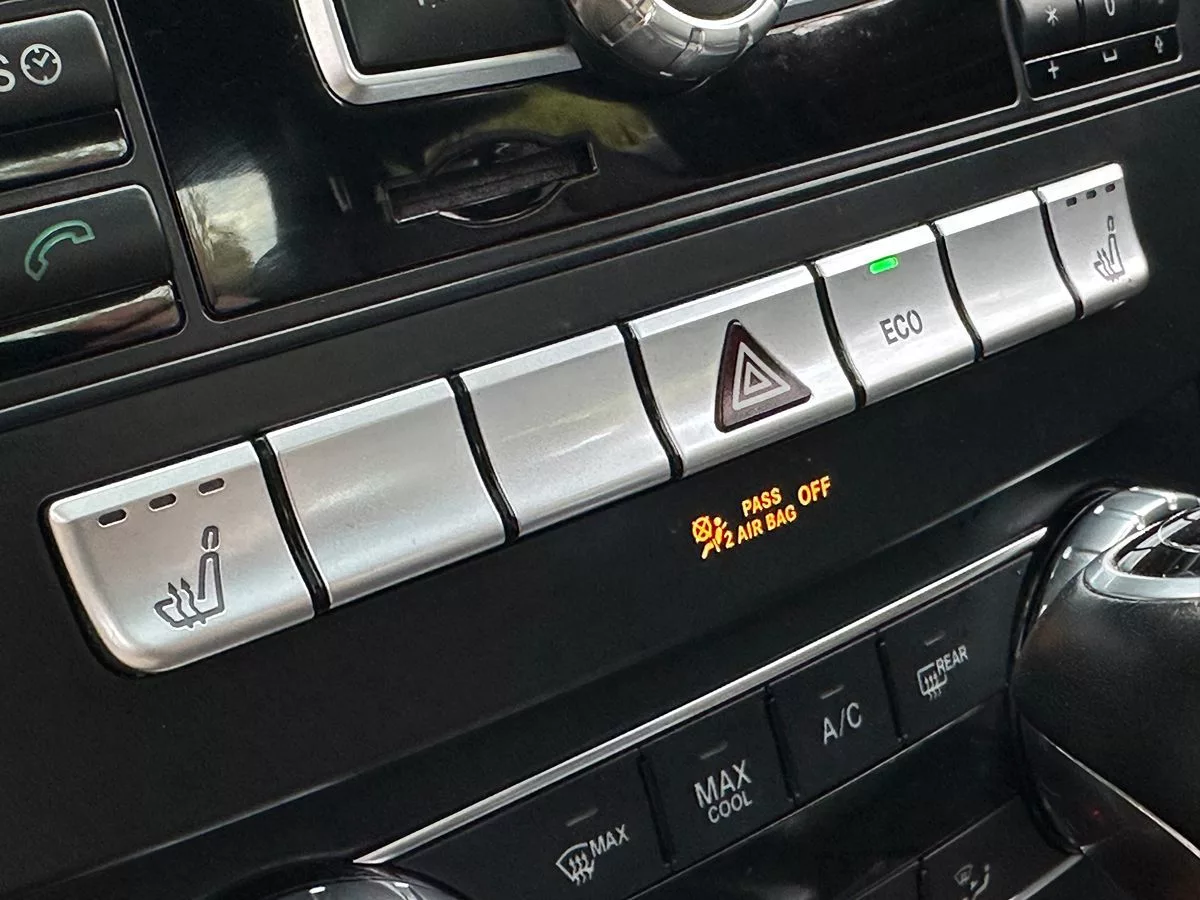 ECO
PASS
AIR BAG
OFF
2
REAR
A/C
MAX
COOL
MAX